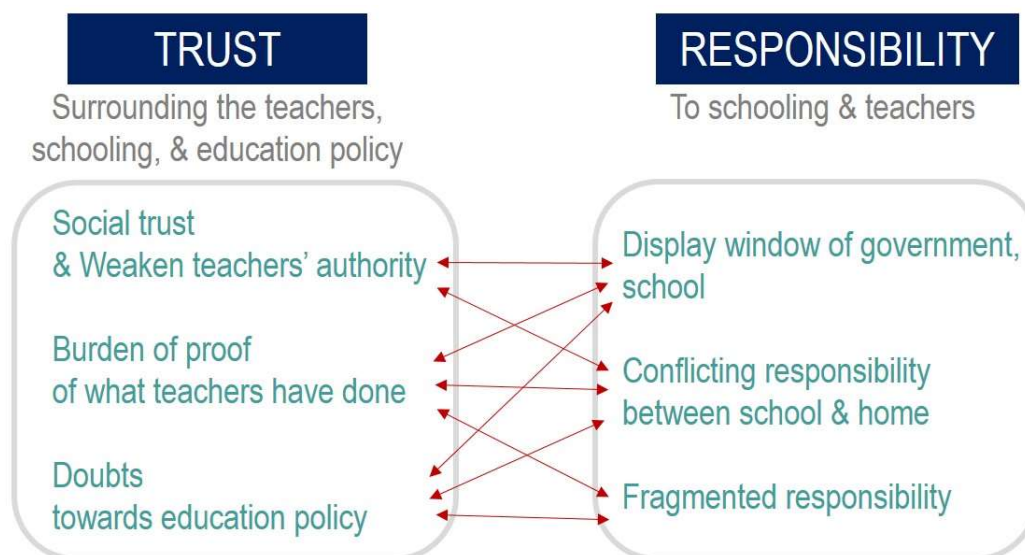 TRUST
Surrounding the teachers,
schooling, & education policy
Social trust
& Weaken teachers’ authority
Burden of proof
of what teachers have done
Doubts
towards education policy
RESPONSIBILITY
To schooling & teachers
Display window of government,
school
Conflicting responsibility
between school & home
Fragmented responsibility